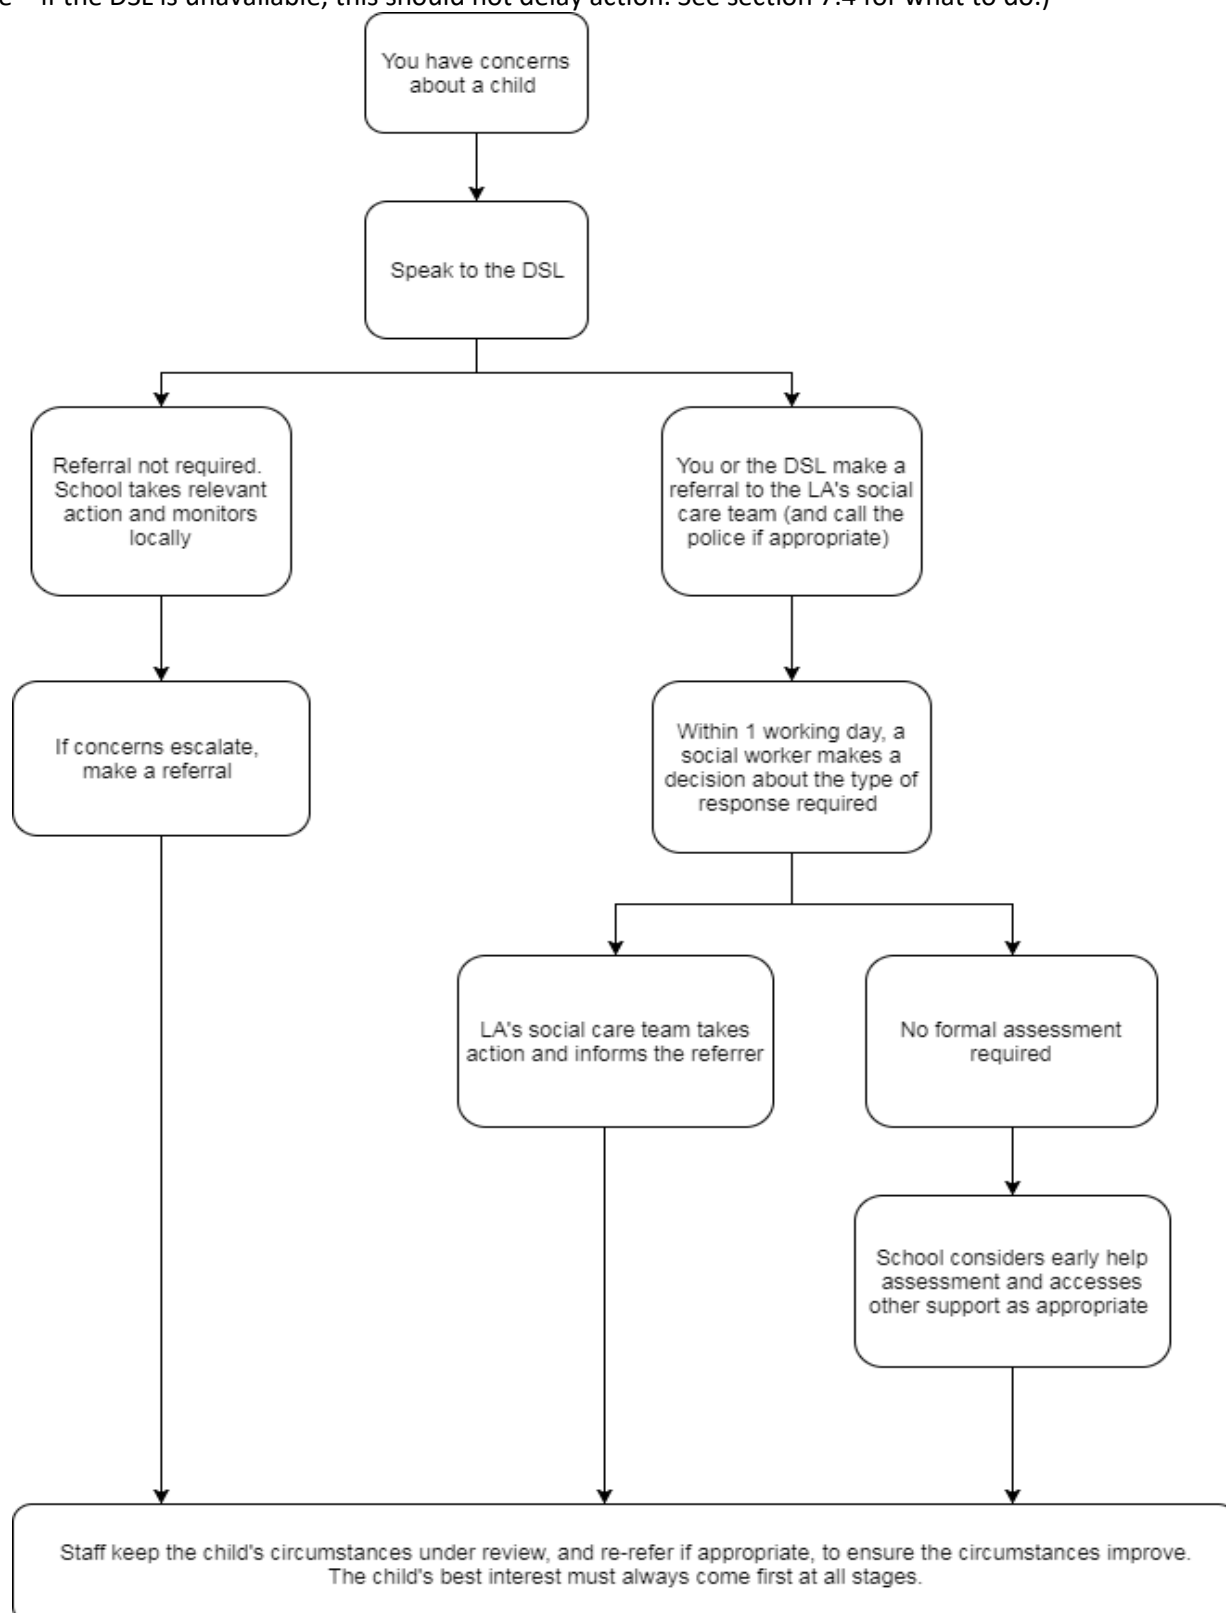 if the DSL is unavailable, this should not delay action. See section 7.4 for what to do.)
You have concerns
about a child
Speak to the DSL
Referral not required.
School takes relevant
action and monitors
locally
You or the DSL make a
referral to the LA's social
care team (and call the
police if appropriate)
If concerns escalate,
make a referral
Within 1 working day, a
social worker makes a
decision about the type of
response required
LA's social care team takes
action and informs the referrer
No formal assessment
required
School considers early help
assessment and accesses
other support as appropriate
Staff keep the child's circumstances under review, and re-refer if appropriate, to ensure the circumstances improve.
The child's best interest must always come first at all stages.